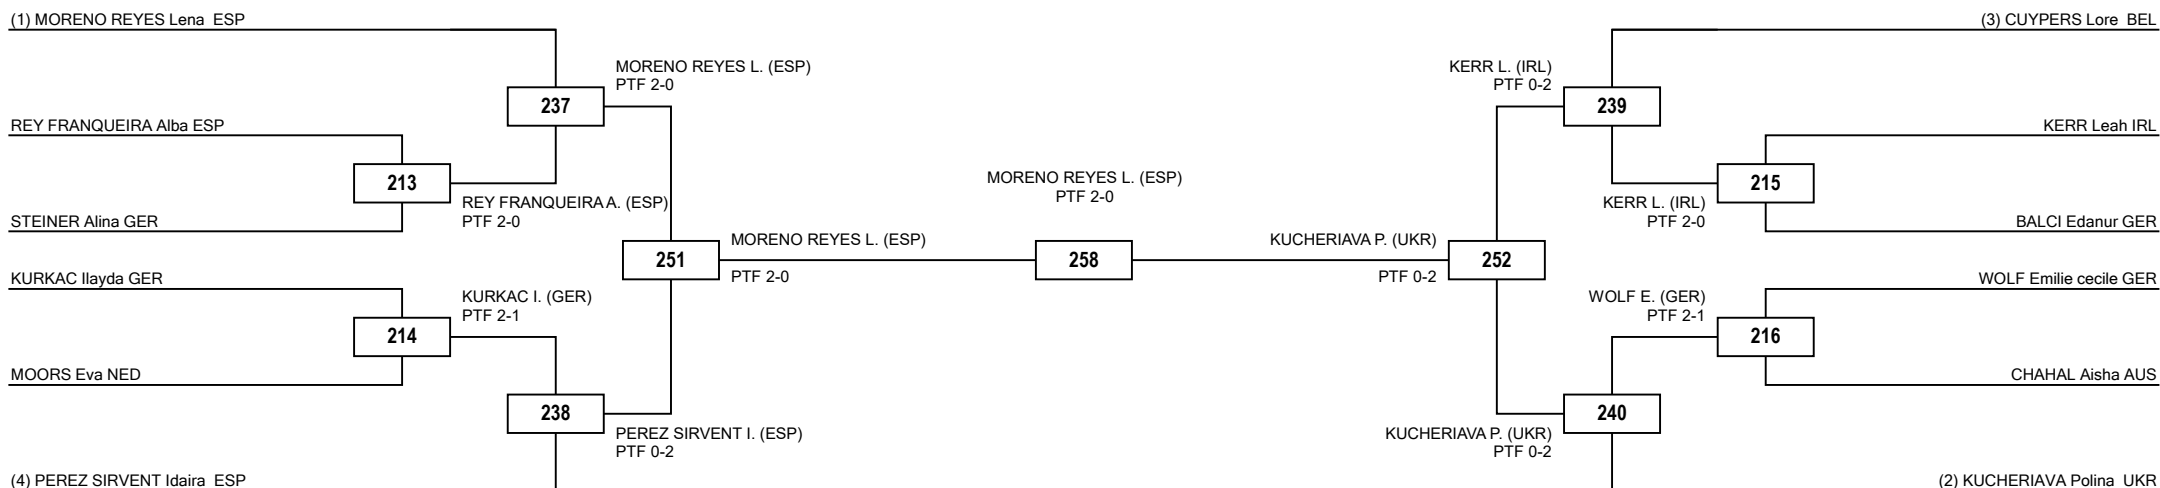 (1) MORENO REYES Lena ESP
(3) CUYPERS Lore BEL
MORENO REYES L. (ESP)
PTF 2-0
KERR L. (IRL)
PTF 0-2
237
239
REY FRANQUEIRA Alba ESP
KERR Leah IRL
213
215
MORENO REYES L. (ESP)
PTF 2-0
REY FRANQUEIRA A. (ESP)
PTF 2-0
KERR L. (IRL)
PTF 2-0
STEINER Alina GER
BALCI Edanur GER
251
MORENO REYES L. (ESP)
PTF 2-0
258
KUCHERIAVA P. (UKR)
PTF 0-2
252
KURKAC Ilayda GER
WOLF Emilie cecile GER
KURKAC I. (GER)
PTF 2-1
WOLF E. (GER)
PTF 2-1
214
216
MOORS Eva NED
CHAHAL Aisha AUS
238
240
PEREZ SIRVENT I. (ESP)
PTF 0-2
KUCHERIAVA P. (UKR)
PTF 0-2
(4) PEREZ SIRVENT Idaira ESP
(2) KUCHERIAVA Polina UKR